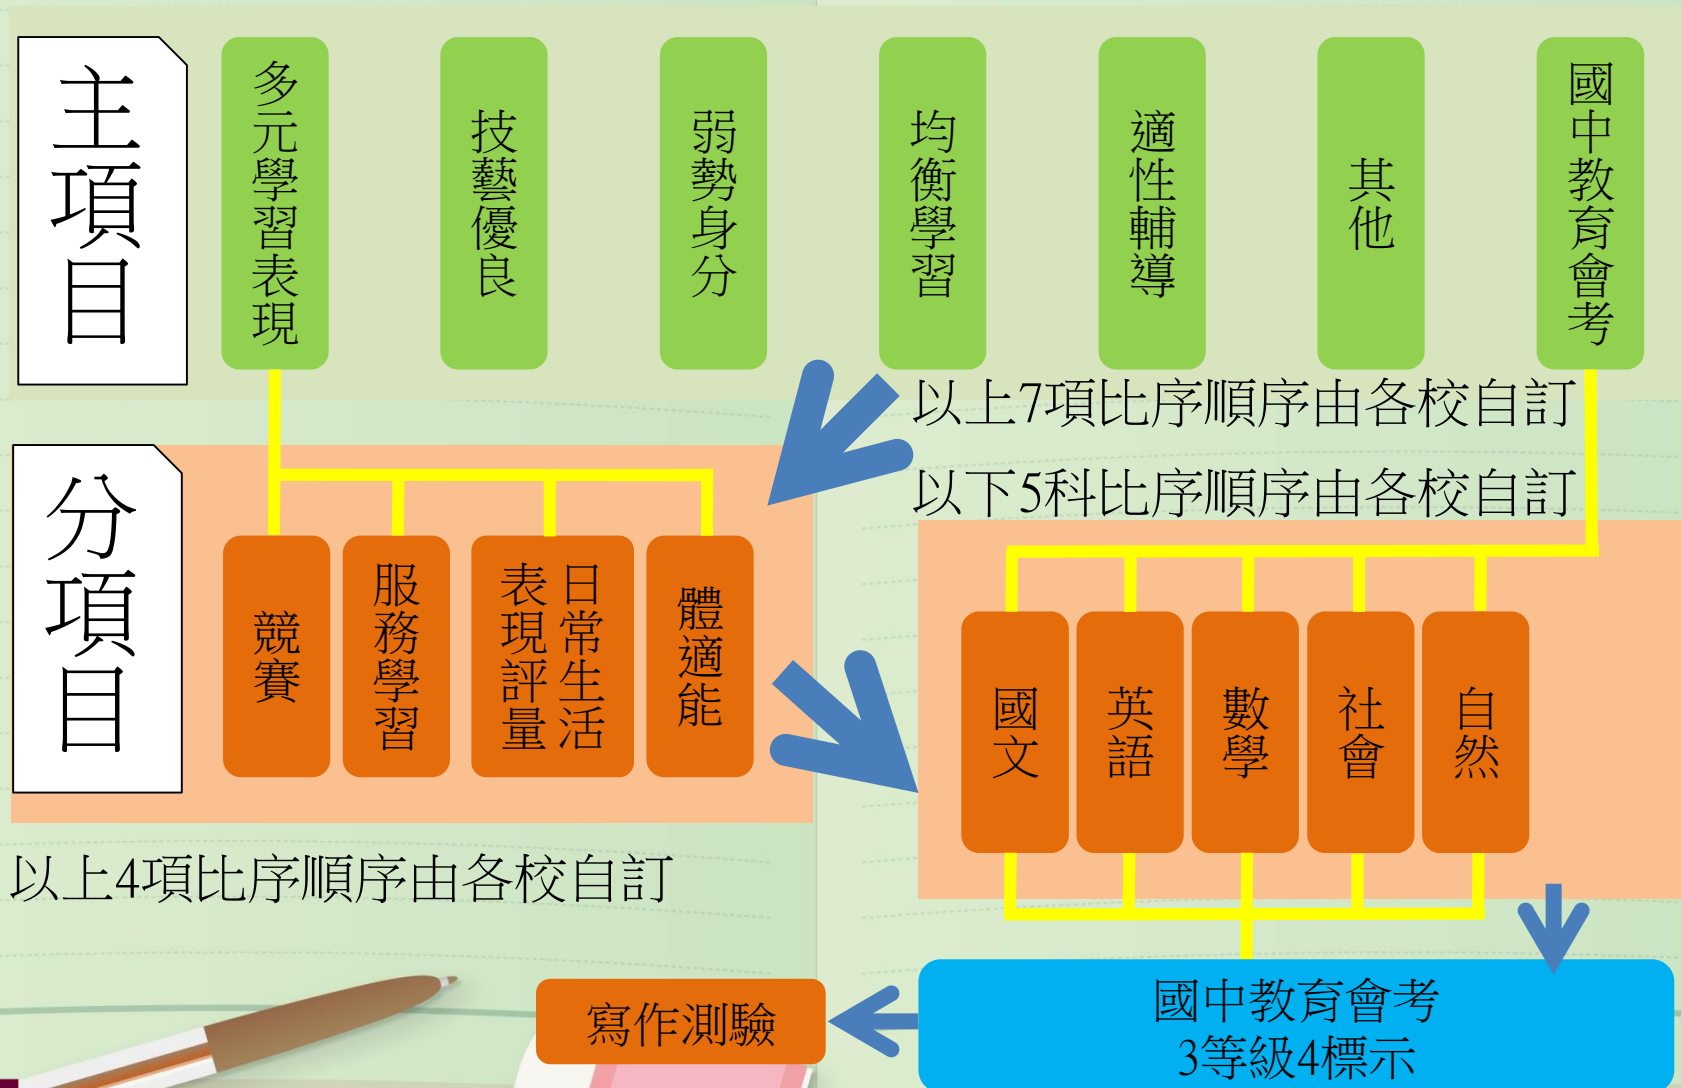 主項目
多元學習表現
技藝優良
弱勢身分
均衡學習
適性輔導
其他
國中教育會考
以上7項比序順序由各校自訂
以下5科比序順序由各校自訂
分項目
競賽
服務學習
日常生活
表現評量
體適能
國文
英語
數學
社會
自然
以上4項比序順序由各校自訂
寫作測驗
國中教育會考
3等級4標示